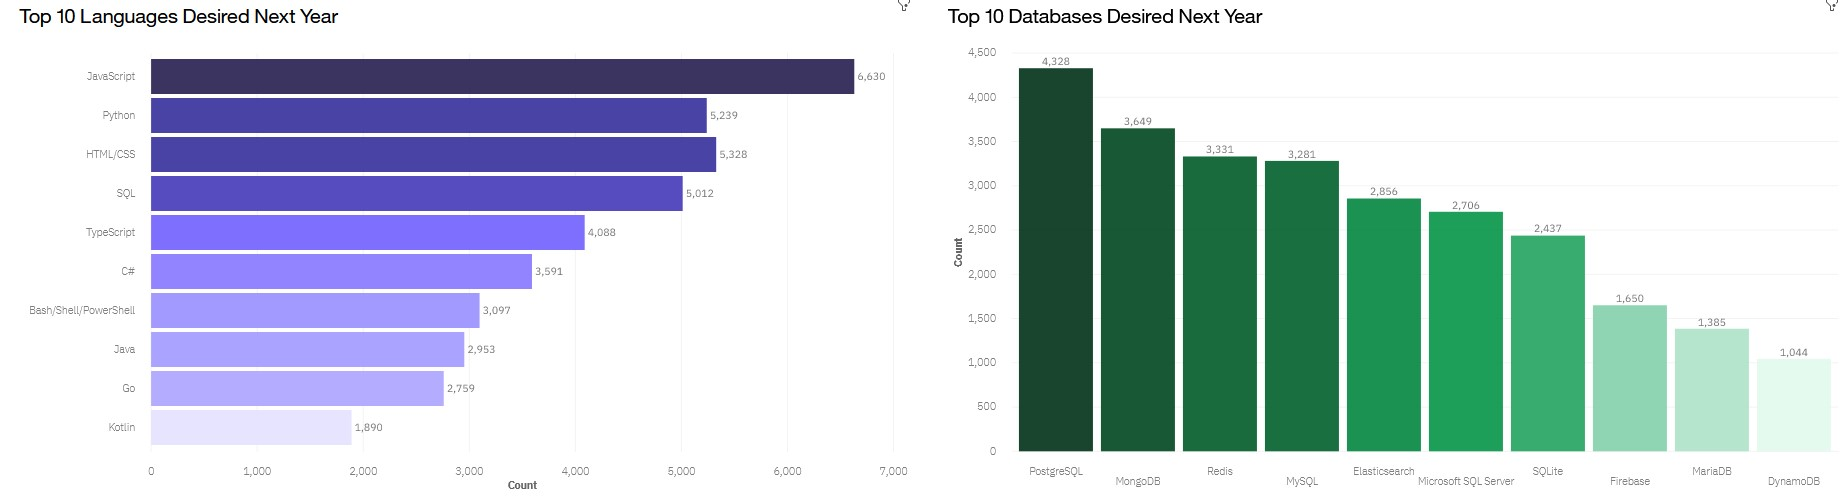 Top 10 Languages Desired Next Year
JavaScript 6,630
Python 5,239
HTML/CSS 5,328
SQL 5,012
TypeScript 4,088
C# 3,591
Bash/Shell/PowerShell 3,097
Java 2,953
Go 2,759
Kotlin 1,890
0 1,000 2,000 3,000 4,000 5,000 6,000 7,000
Count
Top 10 Databases Desired Next Year
4,500
4,000
3,500
3,000
2,500
2,000
1,500
1,000
500
0
Count
4,328 3,649 3,331 3,281 2,856 2,706 2,437 1,650 1,385 1,044
PostgreSQL MongoDB Redis MySQL Elasticsearch Microsoft SQL Server SQLite Firebase MariaDB DynamoDB